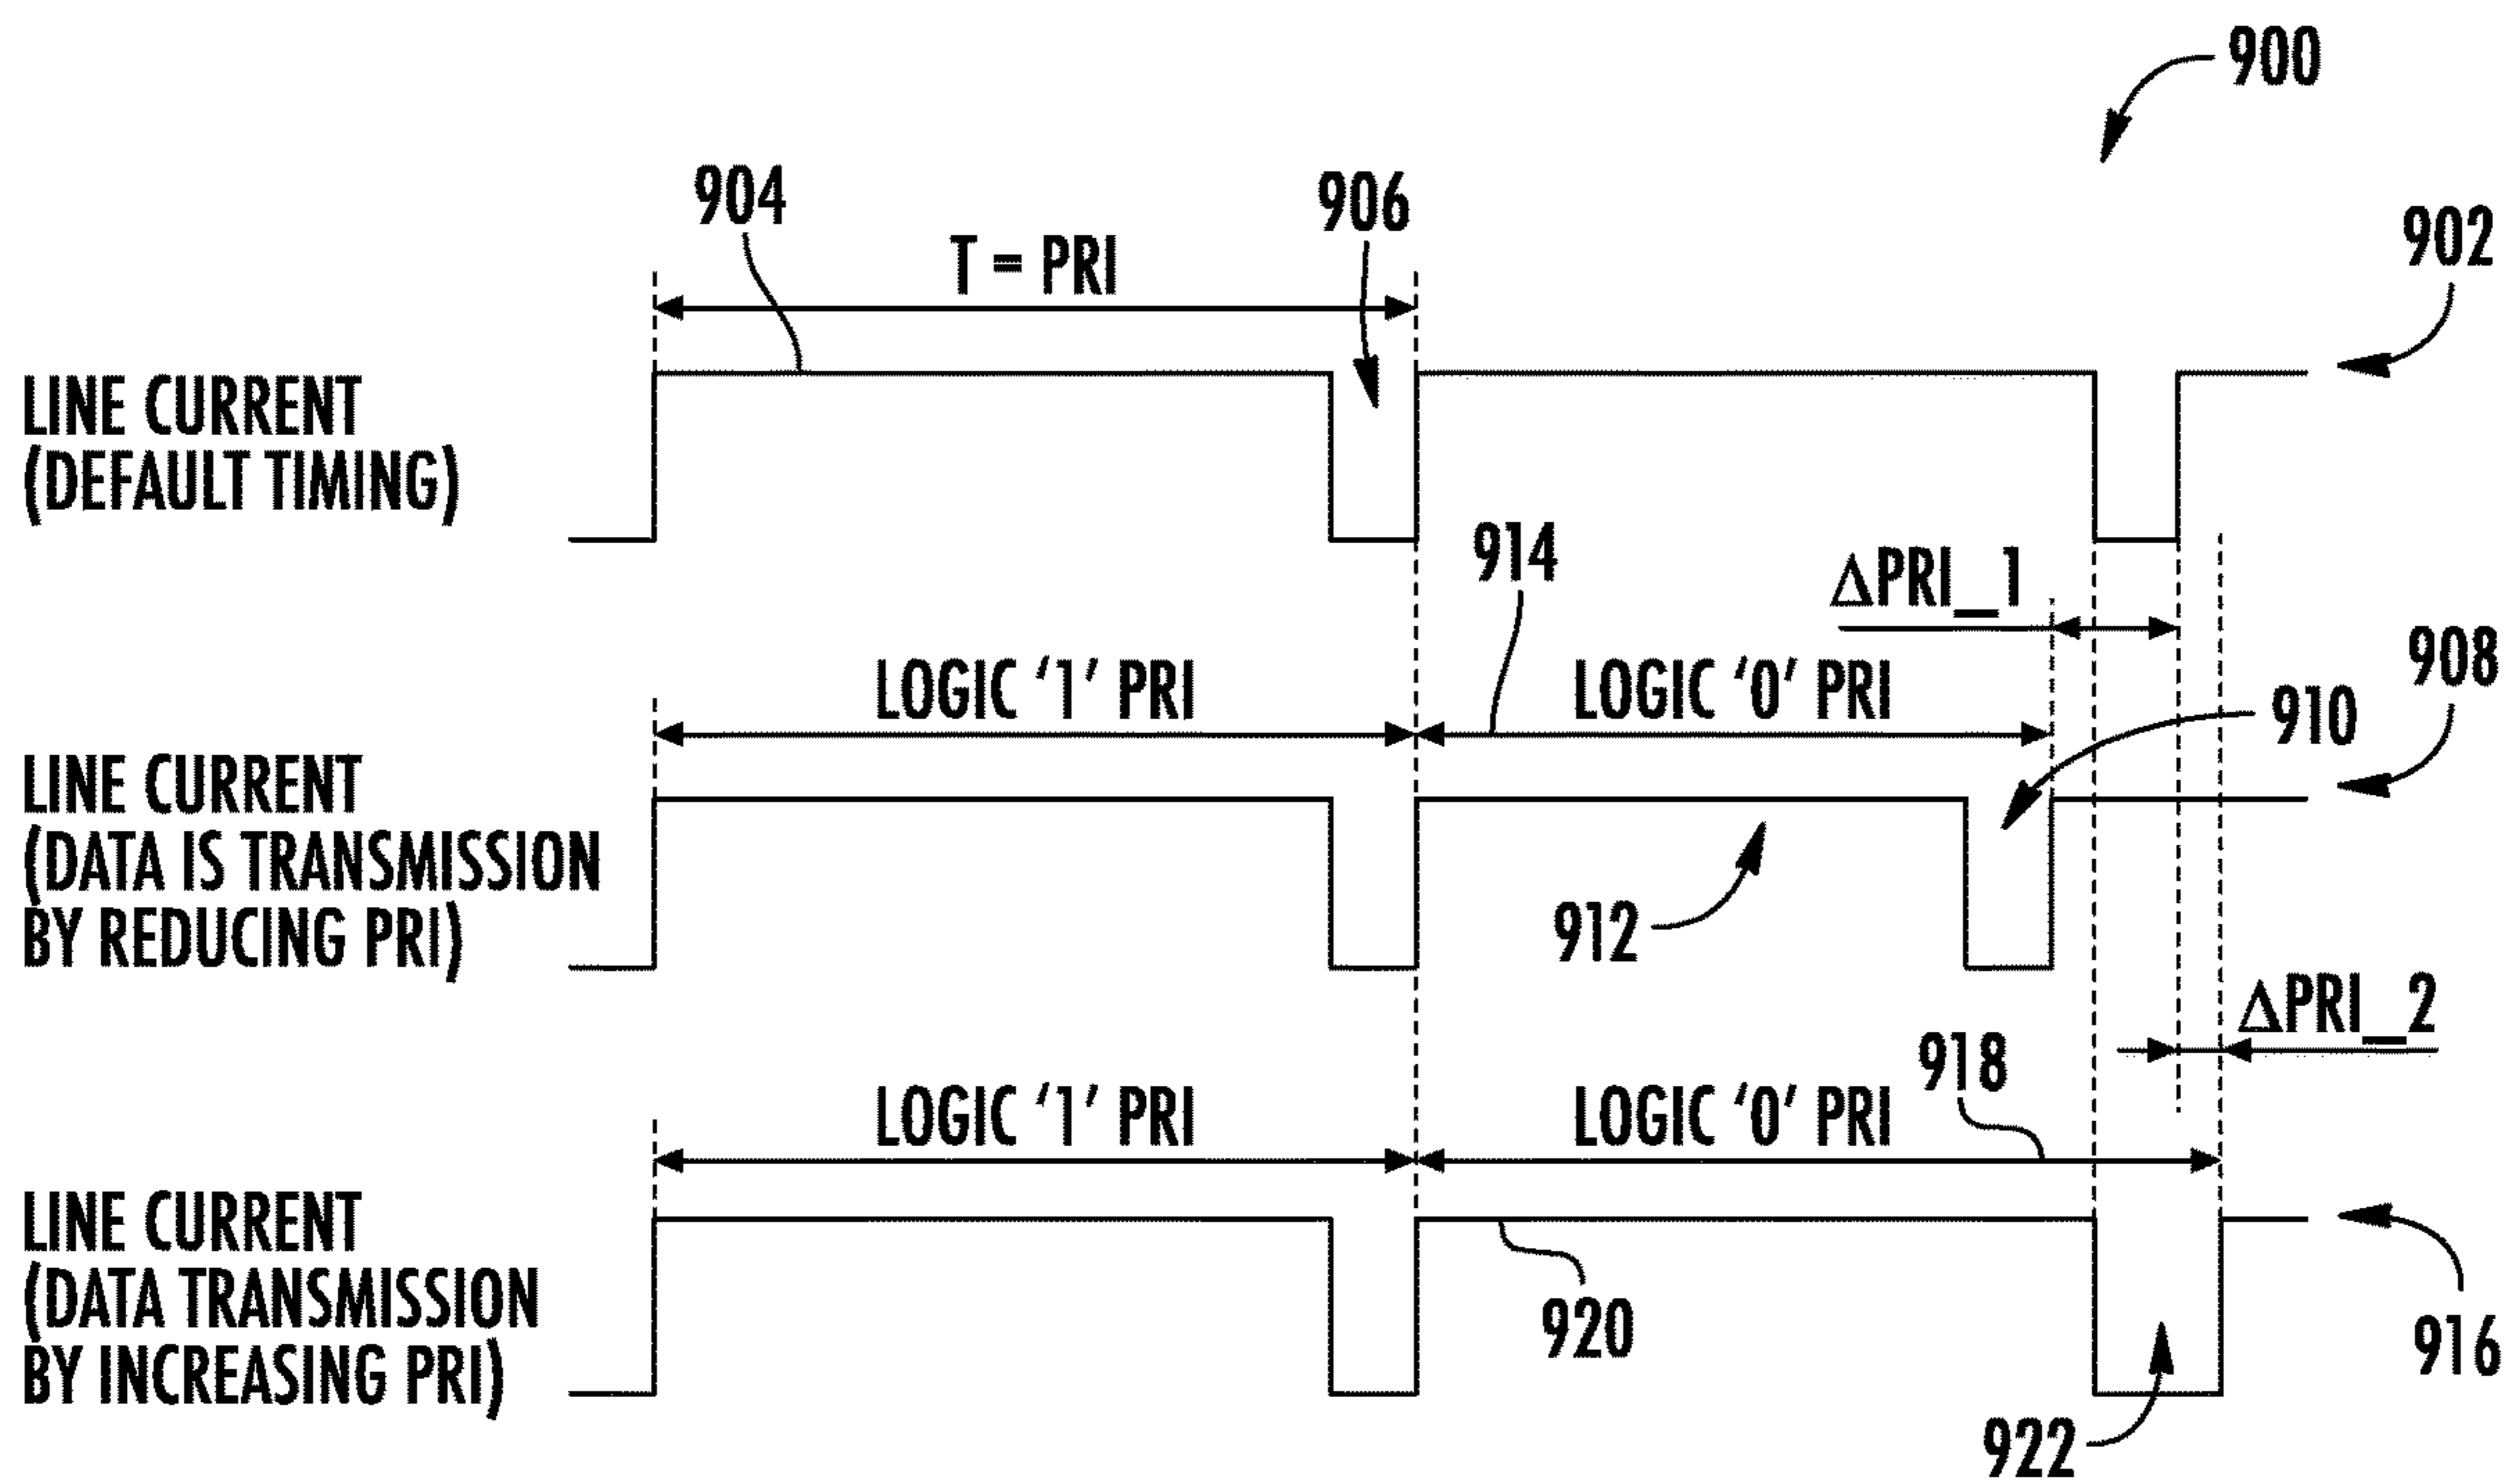 900
904
906
902
T = PRI
LINE CURRENT
(DEFAULT TIMING)
914
ΔPRI_1
908
LOGIC '1' PRI
LOGIC '0' PRI
910
LINE CURRENT
(DATA IS TRANSMISSION
BY REDUCING PRI)
912
ΔPRI_2
918
LOGIC '1' PRI
LOGIC '0' PRI
LINE CURRENT
(DATA TRANSMISSION
BY INCREASING PRI)
920
916
922